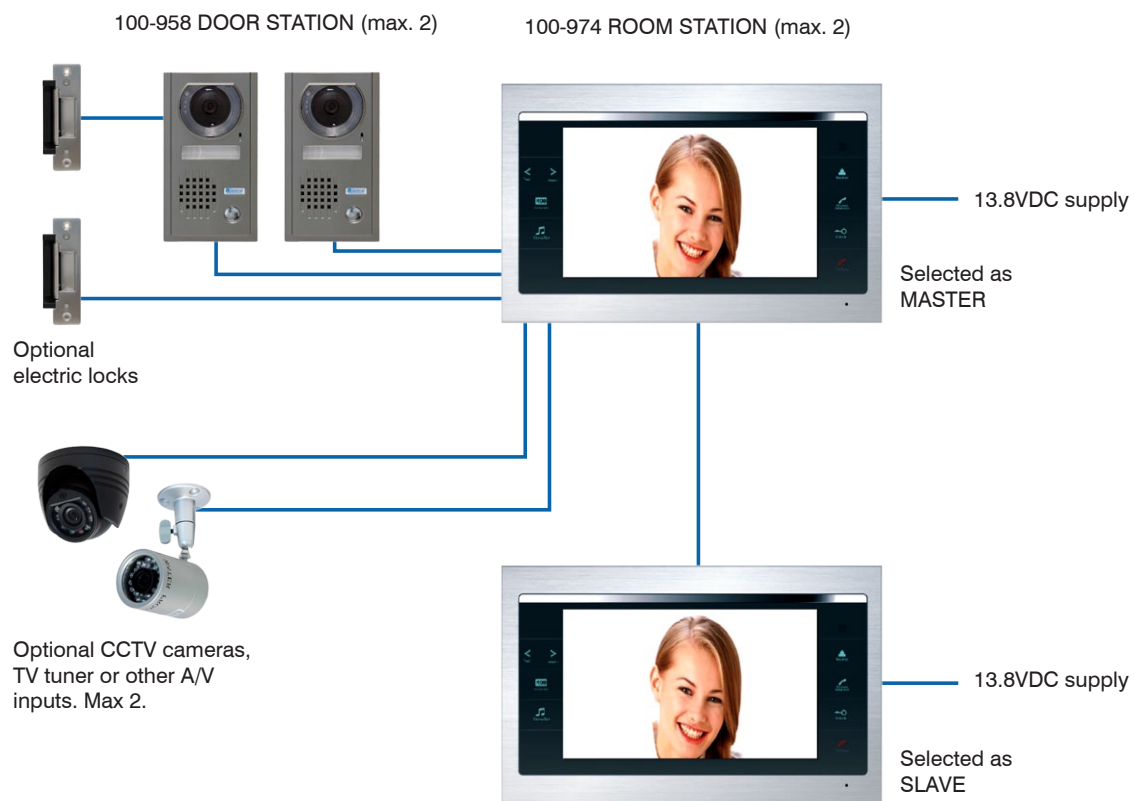 100-958 DOOR STATION (max. 2)
100-974 ROOM STATION (max. 2)
13.8VDC supply
Selected as
MASTER
Optional
electric locks
Optional CCTV cameras,
TV tuner or other A/V
inputs. Max 2.
13.8VDC supply
Selected as
SLAVE